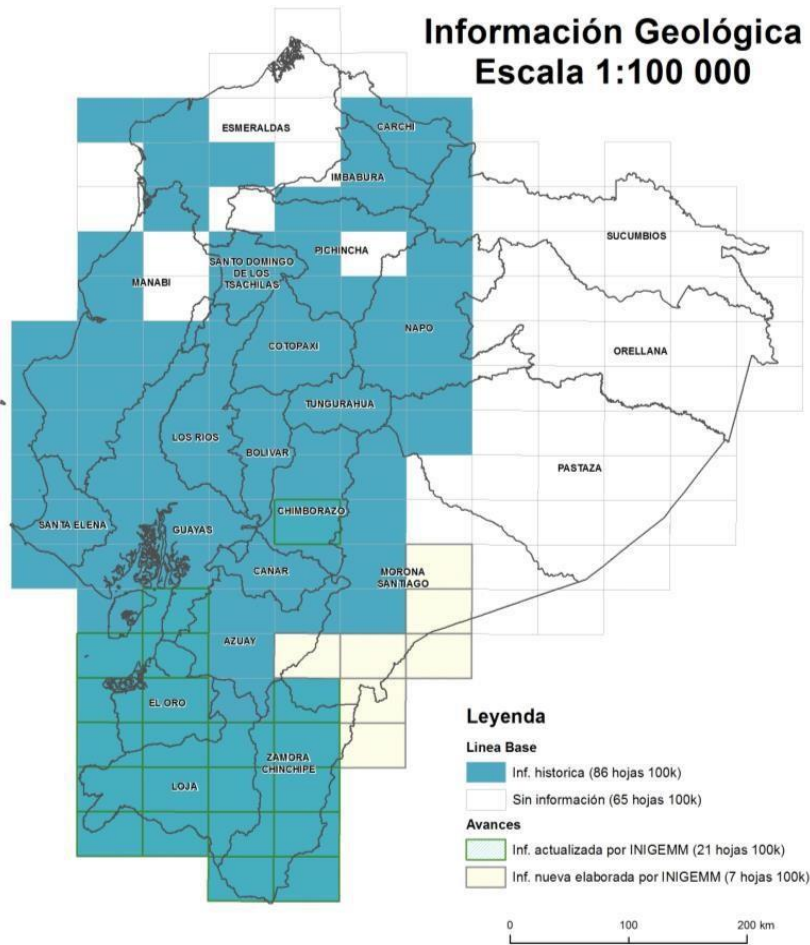 Información Geológica
Escala 1:100 000
ESMERALDAS
CARCHI
IMBABURA
SUCUMBIOS
PICHINCHA
SANTO DOMINGO
DE LOS
TSACHILAS
MANABI
NAPO
COTOPAXI
ORELLANA
TUNGURAHUA
LOS RIOS
BOLIVAR
PASTAZA
CHIMBORAZO
SANTA ELENA
GUAYAS
CAÑAR
MORONA
SANTIAGO
AZUAY
EL ORO
ZAMORA
CHINCHIPE
LOJA
Leyenda
Linea Base
Inf. historica (86 hojas 100k)
Sin información (65 hojas 100k)
Avances
Inf. actualizada por INIGEMM (21 hojas 100k)
Inf. nueva elaborada por INIGEMM (7 hojas 100k)
0 100 200 km